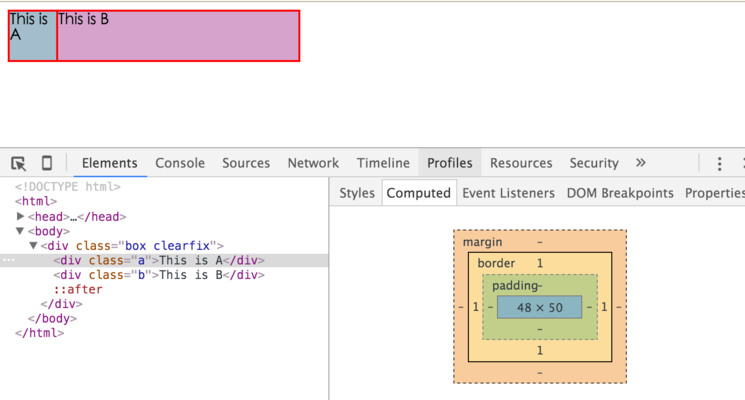 This is This is B
A
Elements Console Sources Network Timeline Profiles Resources Security »
<!DOCTYPE html>
<html>
▶<head>…</head>
▼<body>
▼<div class="box clearfix">
… <div class="a">This is A</div>
<div class="b">This is B</div>
::after
</div>
</body>
</html>
Styles Computed Event Listeners DOM Breakpoints Properties
margin -
border 1
padding-
- 1 - 48 × 50 - 1 -
-
1
-